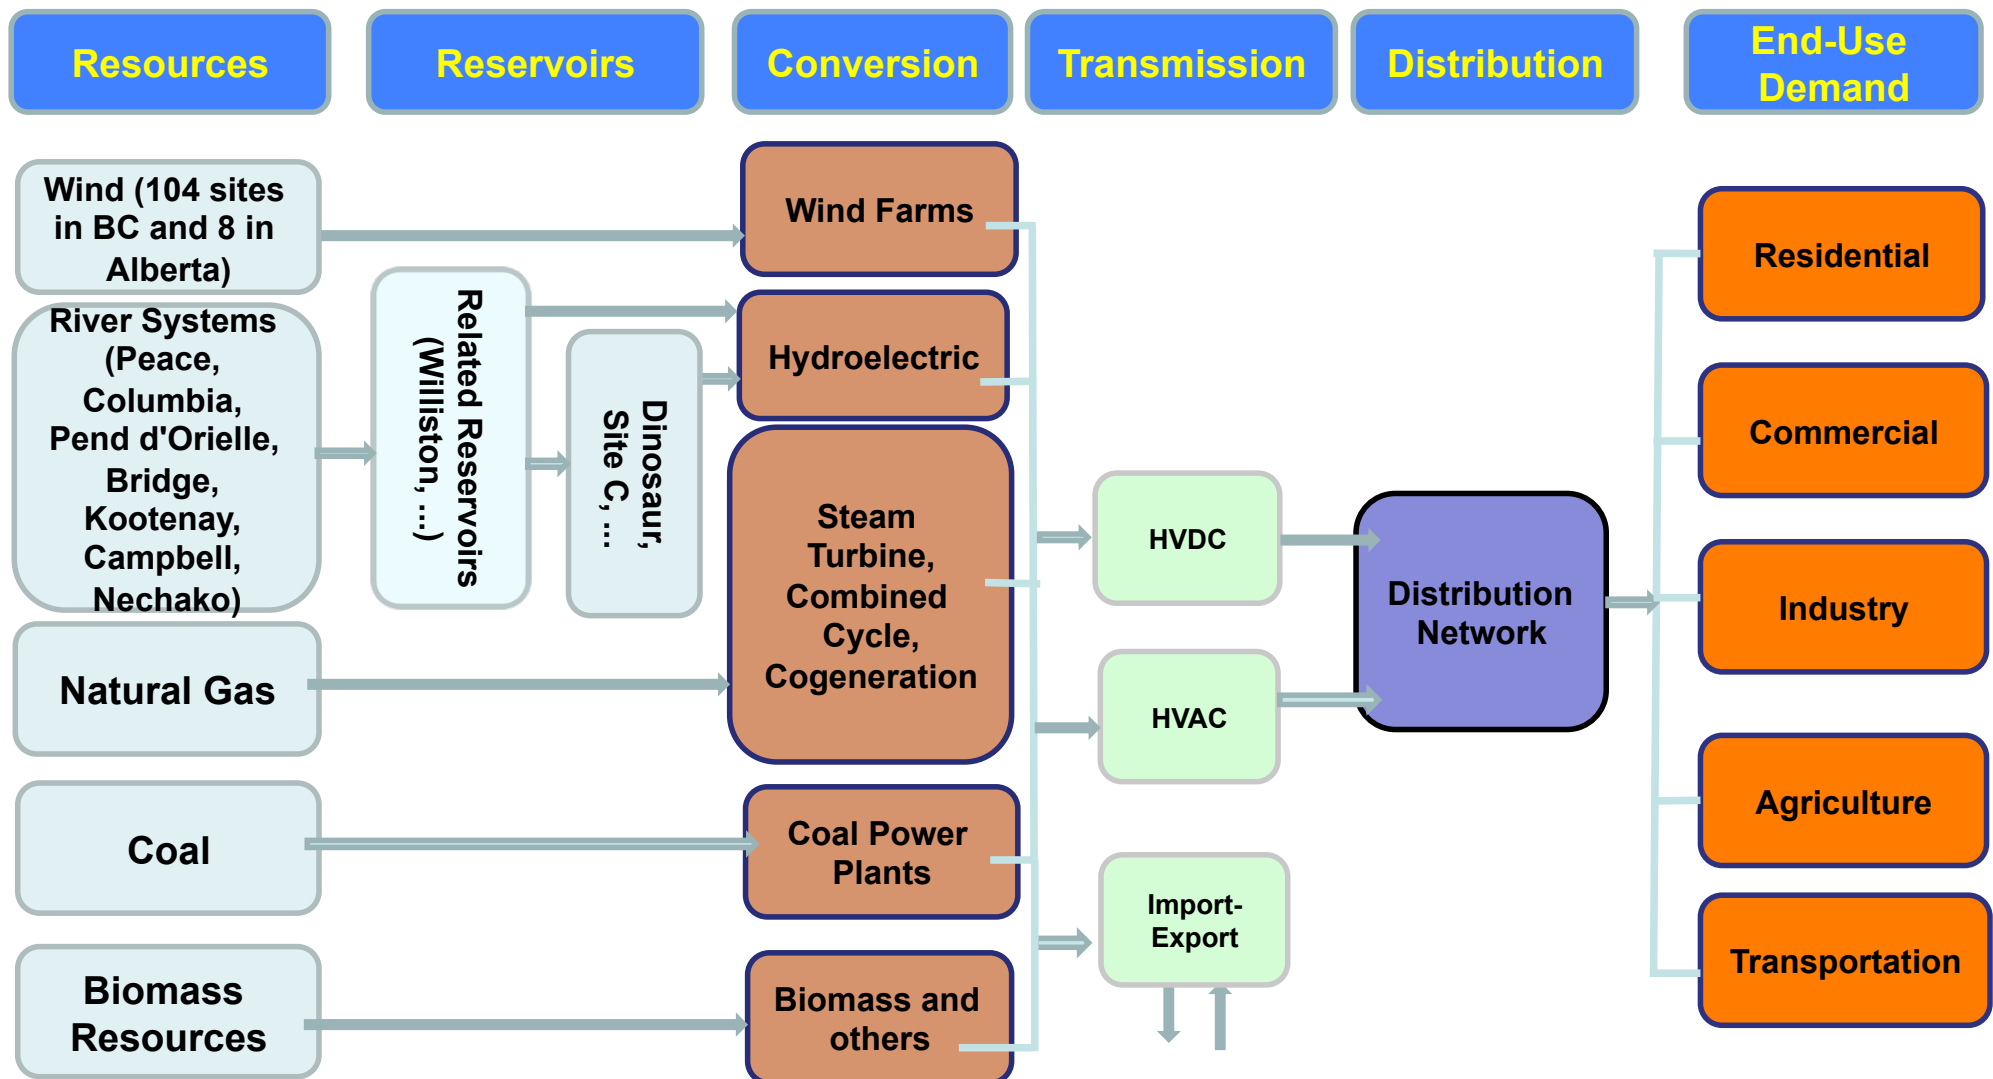 Resources
Reservoirs
Conversion
Transmission
Distribution
End-Use
Demand
Wind (104 sites
in BC and 8 in
Alberta)
River Systems
(Peace,
Columbia,
Pend d'Orielle,
Bridge,
Kootenay,
Campbell,
Nechako)
Natural Gas
Coal
Biomass
Resources
Related Reservoirs
(Williston, ...)
Dinosaur,
Site C, ...
Wind Farms
Hydroelectric
Steam
Turbine,
Combined
Cycle,
Cogeneration
Coal Power
Plants
Biomass and
others
HVDC
HVAC
Import-
Export
Distribution
Network
Residential
Commercial
Industry
Agriculture
Transportation